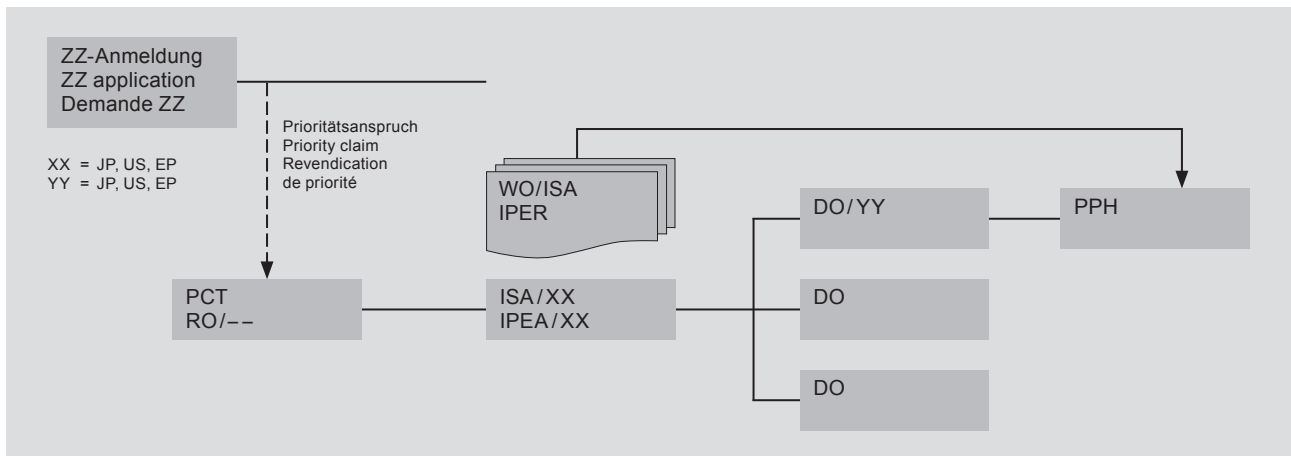 ZZ-Anmeldung
ZZ application
Demande ZZ
XX = JP, US, EP
YY = JP, US, EP
Prioritätsanspruch
Priority claim
Revendication
de priorité
WO/ISA
IPER
DO/YY
PPH
PCT
RO/––
ISA/XX
IPEA/XX
DO
DO